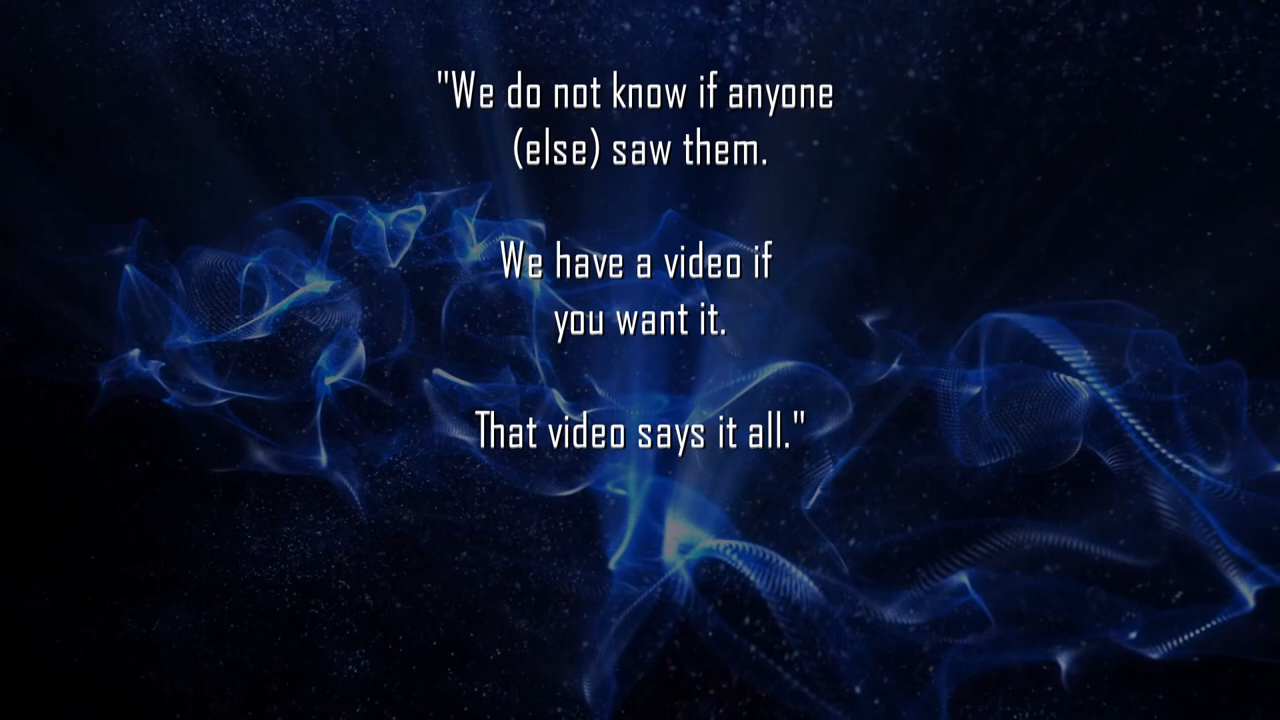 "We do not know if anyone
(else) saw them.
We have a video if
you want it.
That video says it all."